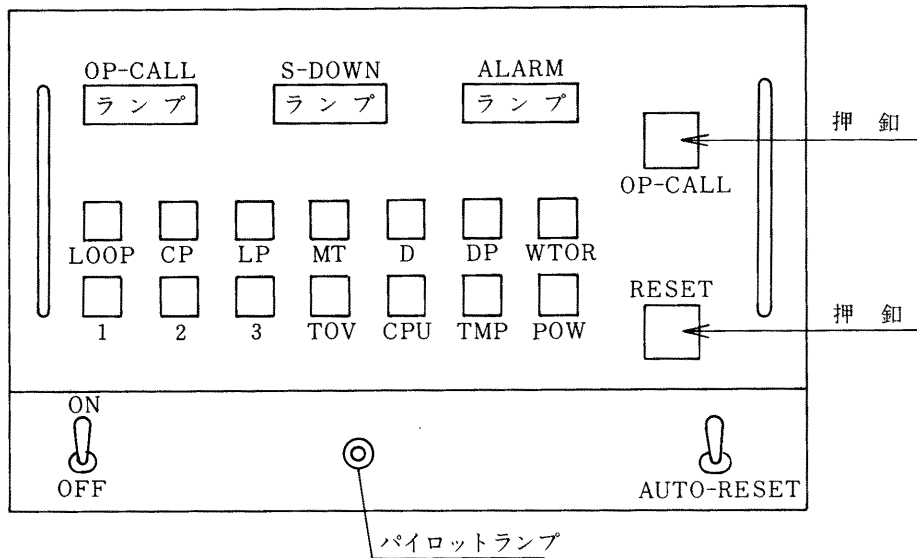 OP-CALL S-DOWN ALARM
ランプ ランプ ランプ
押釦
OP-CALL
LOOP CP LP MT D DP WTOR
RESET
押釦
1 2 3 TOV CPU TMP POW
ON
OFF
AUTO-RESET
パイロットランプ